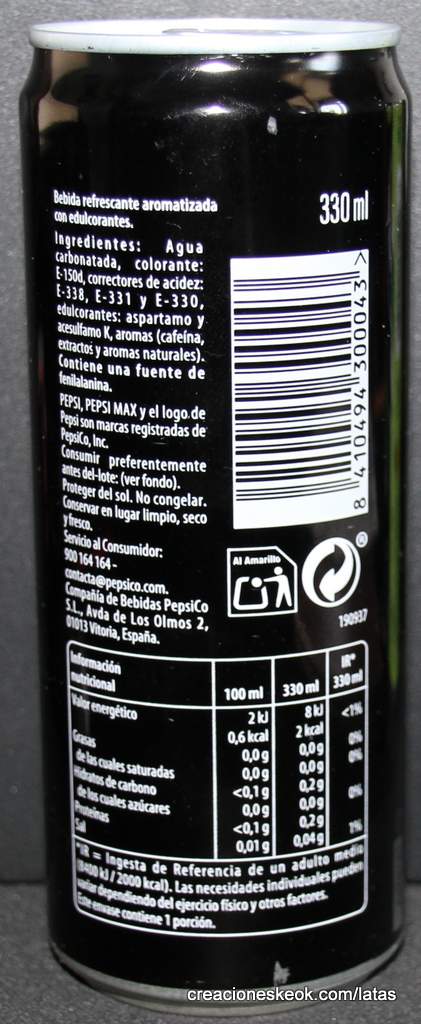 Bebida refrescante aromatizada
con edulcorantes.
330 ml
Ingredientes: Agua
carbonatada, colorante:
E-150d, correctores de acidez:
E-338, E-331 y E-330,
edulcorantes: aspartamo y
acesulfamo K, aromas (cafeína,
extractos y aromas naturales).
Contiene una fuente de
fenilalanina.
PEPSI, PEPSI MAX y el logo de
Pepsi son marcas registradas de
PepsiCo, Inc.
Consumir preferentemente
antes del-lote: (ver fondo).
Proteger del sol. No congelar.
Conservar en lugar limpio, seco
y fresco.
Servicio al Consumidor:
900 164 164 -
contacta@pepsico.com.
Compañía de Bebidas PepsiCo
S.L., Avda de Los Olmos 2,
01013 Vitoria, España.
8 410494 300043 >
Al Amarillo
®
190937
Información
nutricional
100 ml
330 ml
IR*
330 ml
Valor energético
2 kJ
8 kJ
<1%
0,6 kcal
2 kcal
Grasas
0,0 g
0,0 g
0%
de las cuales saturadas
0,0 g
0,0 g
0%
Hidratos de carbono
<0,1 g
0,2 g
de los cuales azúcares
0,0 g
0,0 g
0%
Proteínas
<0,1 g
0,2 g
Sal
0,01 g
0,04 g
1%
*IR = Ingesta de Referencia de un adulto medio
(8400 kJ / 2000 kcal). Las necesidades individuales pueden
variar dependiendo del ejercicio físico y otros factores.
Este envase contiene 1 porción.
creacioneskeok.com/latas